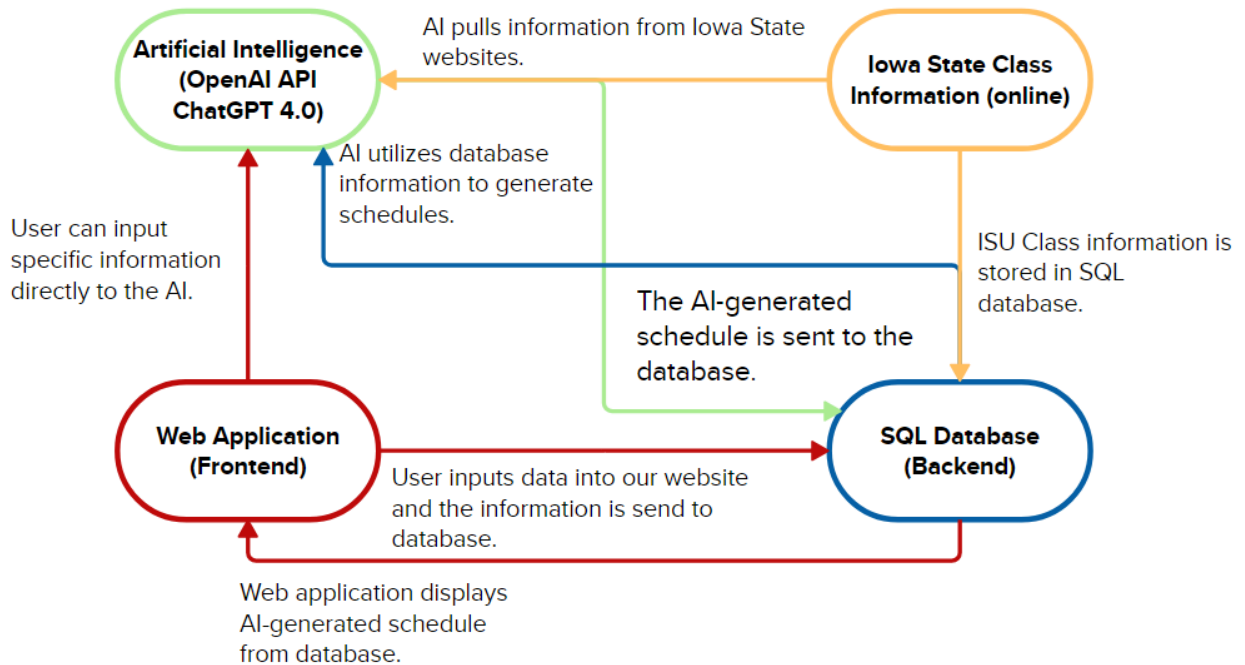 Artificial Intelligence
(OpenAI API
ChatGPT 4.0)
AI pulls information from Iowa State
websites.
Iowa State Class
Information (online)
AI utilizes database
information to generate
schedules.
User can input
specific information
directly to the AI.
ISU Class information is
stored in SQL
database.
The AI-generated
schedule is sent to the
database.
Web Application
(Frontend)
SQL Database
(Backend)
User inputs data into our website
and the information is send to
database.
Web application displays
AI-generated schedule
from database.